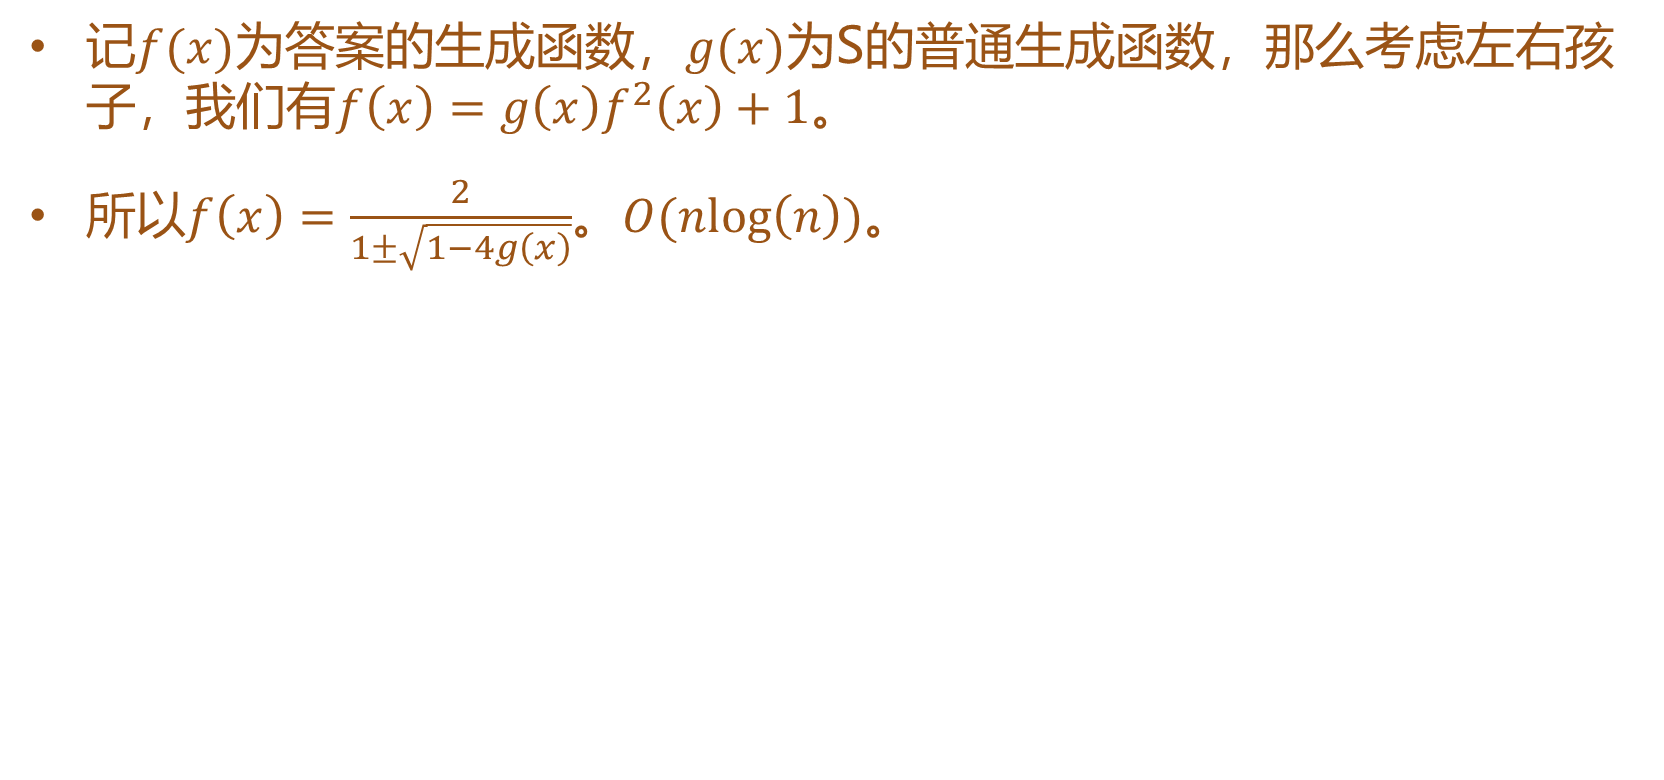 • 记f(x)为答案的生成函数，g(x)为S的普通生成函数，那么考虑左右孩
子，我们有f(x) = g(x)f²(x) + 1。
• 所以f(x) = \frac{2}{1±\sqrt{1−4g(x)}}。O(nlog(n))。